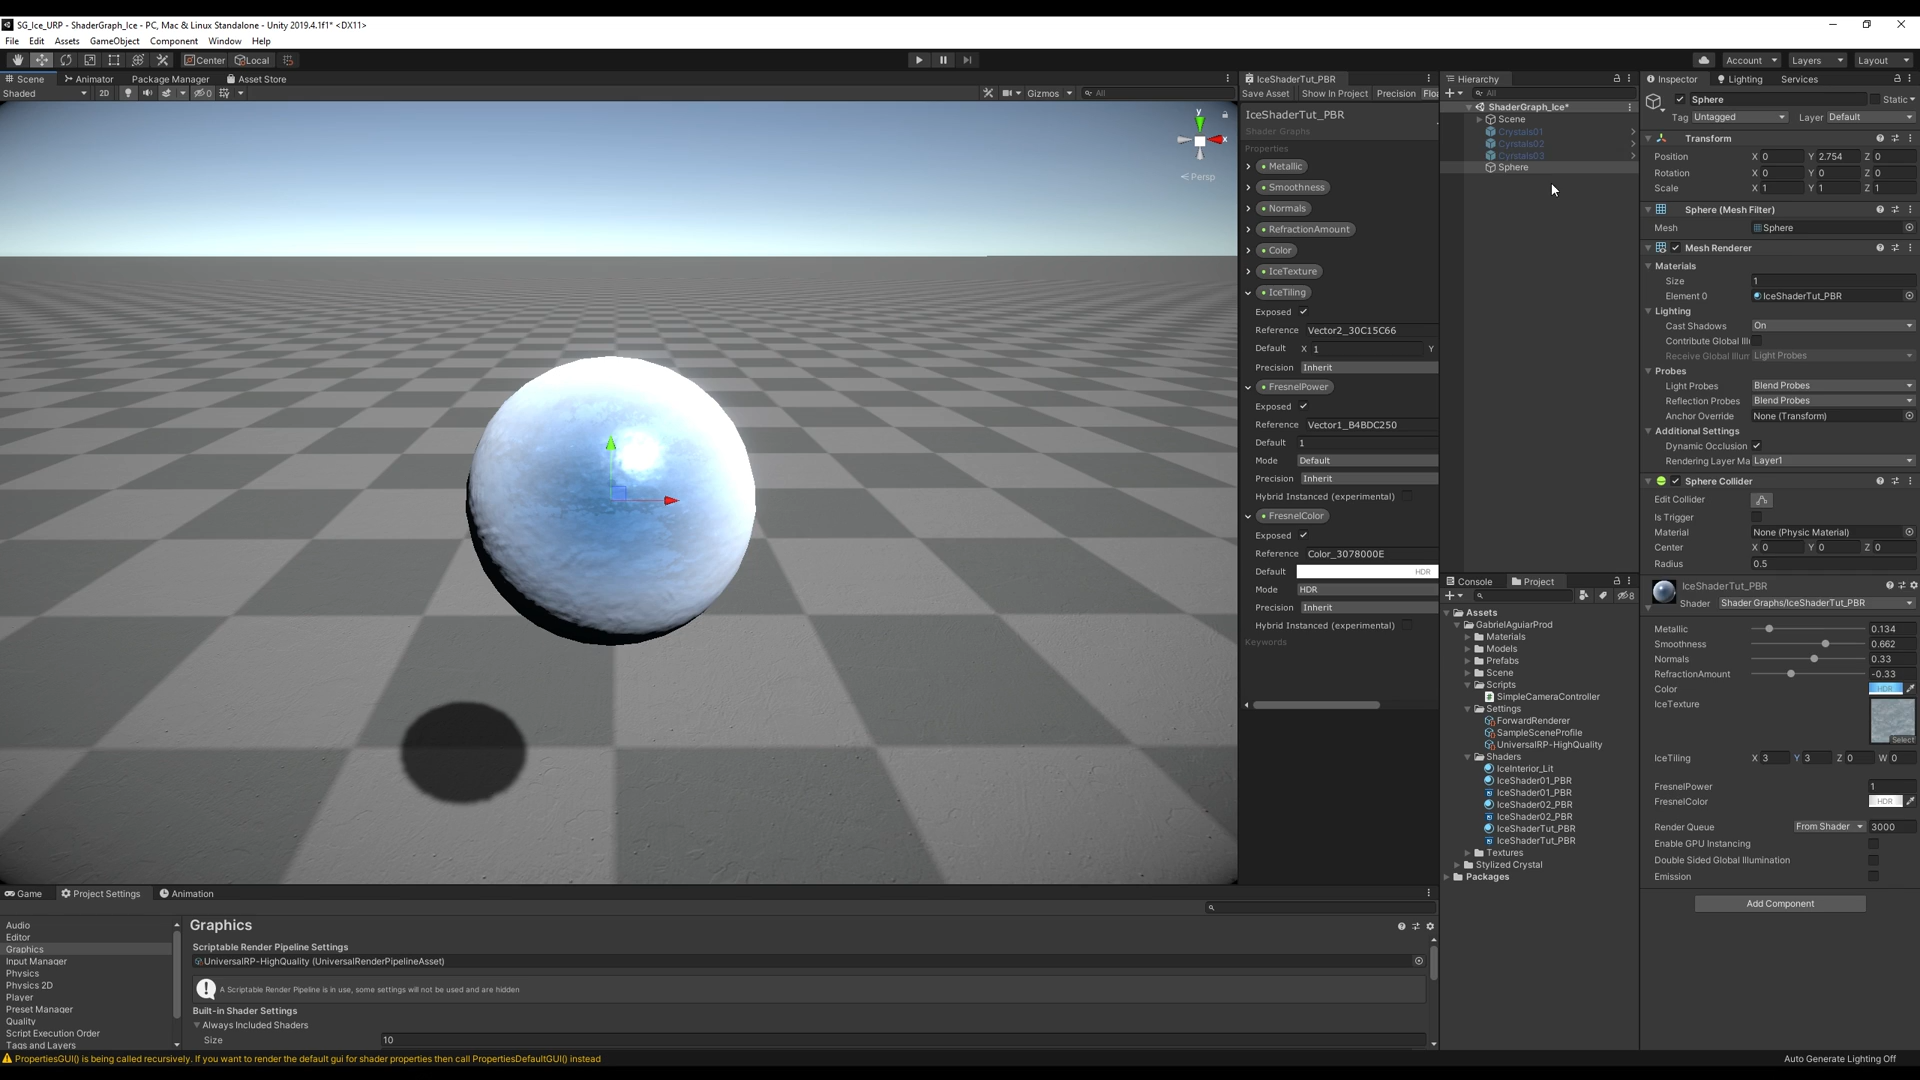 SG_Ice_URP - ShaderGraph_Ice - PC, Mac & Linux Standalone - Unity 2019.4.1f1* <DX11>
File Edit Assets GameObject Component Window Help
Center Local
Account Layers Layout
Scene Animator Package Manager Asset Store
Shaded 2D 0 Gizmos All
y
x
Persp
IceShaderTut_PBR
Save Asset Show In Project Precision Floa
IceShaderTut_PBR
Shader Graphs
Properties
Metallic
Smoothness
Normals
RefractionAmount
Color
IceTexture
IceTiling
Exposed
Reference Vector2_30C15C66
Default X 1 Y
Precision Inherit
FresnelPower
Exposed
Reference Vector1_B4BDC250
Default 1
Mode Default
Precision Inherit
Hybrid Instanced (experimental)
FresnelColor
Exposed
Reference Color_3078000E
Default HDR
Mode HDR
Precision Inherit
Hybrid Instanced (experimental)
Keywords
Hierarchy
All
ShaderGraph_Ice*
Scene
Crystals01
Cyrstals02
Cyrstals03
Sphere
Console Project
8
Assets
GabrielAguiarProd
Materials
Models
Prefabs
Scene
Scripts
SimpleCameraController
Settings
ForwardRenderer
SampleSceneProfile
UniversalRP-HighQuality
Shaders
IceInterior_Lit
IceShader01_PBR
IceShader01_PBR
IceShader02_PBR
IceShader02_PBR
IceShaderTut_PBR
IceShaderTut_PBR
Textures
Stylized Crystal
Packages
Inspector Lighting Services
Sphere Static
Tag Untagged Layer Default
Transform
Position X 0 Y 2.754 Z 0
Rotation X 0 Y 0 Z 0
Scale X 1 Y 1 Z 1
Sphere (Mesh Filter)
Mesh Sphere
Mesh Renderer
Materials
Size 1
Element 0 IceShaderTut_PBR
Lighting
Cast Shadows On
Contribute Global Illu
Receive Global Illum Light Probes
Probes
Light Probes Blend Probes
Reflection Probes Blend Probes
Anchor Override None (Transform)
Additional Settings
Dynamic Occlusion
Rendering Layer Ma Layer1
Sphere Collider
Edit Collider
Is Trigger
Material None (Physic Material)
Center X 0 Y 0 Z 0
Radius 0.5
IceShaderTut_PBR
Shader Shader Graphs/IceShaderTut_PBR
Metallic 0.134
Smoothness 0.662
Normals 0.33
RefractionAmount -0.33
Color HDR
IceTexture
Select
IceTiling X 3 Y 3 Z 0 W 0
FresnelPower 1
FresnelColor HDR
Render Queue From Shader 3000
Enable GPU Instancing
Double Sided Global Illumination
Emission
Add Component
Game Project Settings Animation
Audio
Editor
Graphics
Input Manager
Physics
Physics 2D
Player
Preset Manager
Quality
Script Execution Order
Tags and Layers
Graphics
Scriptable Render Pipeline Settings
UniversalRP-HighQuality (UniversalRenderPipelineAsset)
A Scriptable Render Pipeline is in use, some settings will not be used and are hidden
Built-in Shader Settings
Always Included Shaders
Size 10
PropertiesGUI() is being called recursively. If you want to render the default gui for shader properties then call PropertiesDefaultGUI() instead
Auto Generate Lighting Off